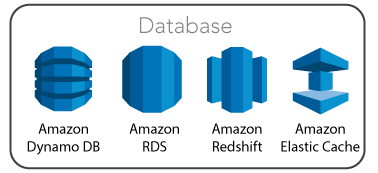 Database
Amazon
Dynamo DB
Amazon
RDS
Amazon
Redshift
Amazon
Elastic Cache